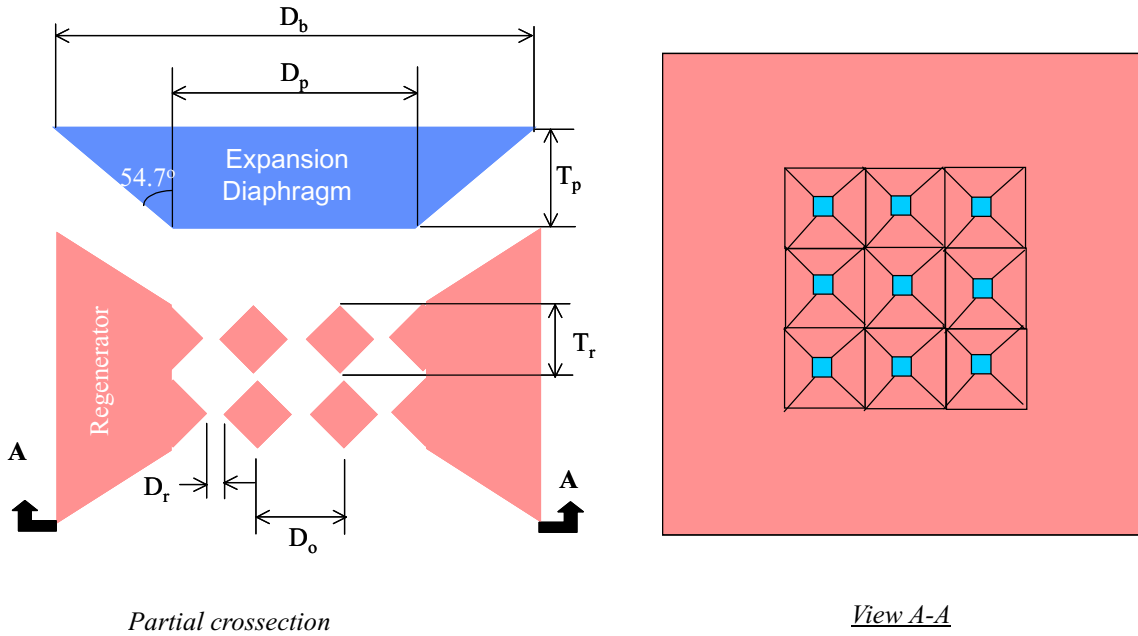 D_b
D_p
Expansion
Diaphragm
54.7°
T_p
Regenerator
T_r
A
A
D_r
D_o
Partial crossection
View A-A